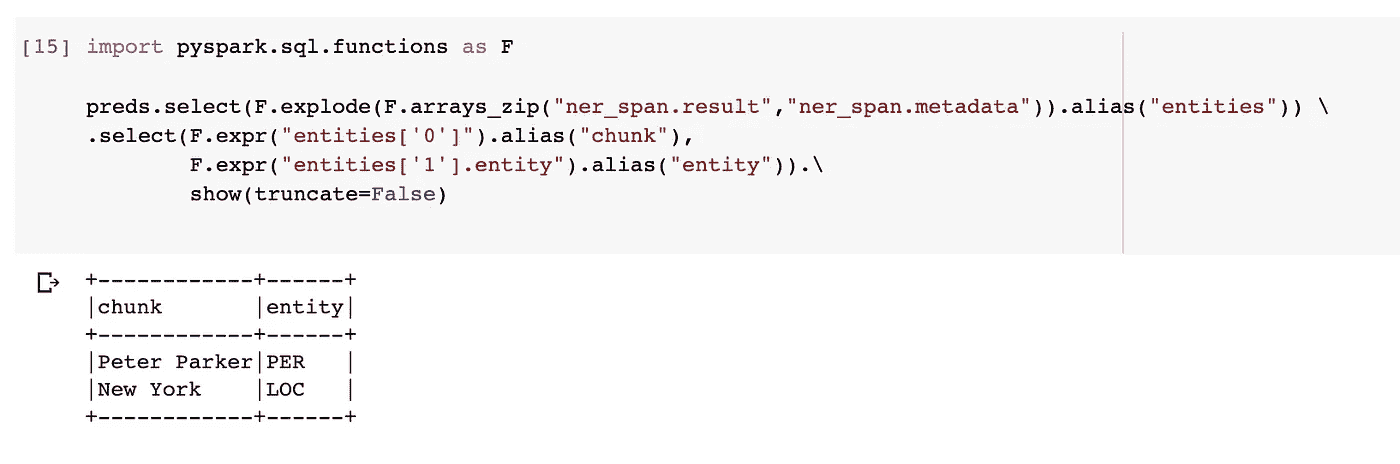 [15] import pyspark.sql.functions as F
preds.select(F.explode(F.arrays_zip("ner_span.result","ner_span.metadata")).alias("entities")) \
.select(F.expr("entities['0']").alias("chunk"),
        F.expr("entities['1'].entity").alias("entity")).\
        show(truncate=False)
+------------+------+
|chunk       |entity|
+------------+------+
|Peter Parker|PER   |
|New York    |LOC   |
+------------+------+